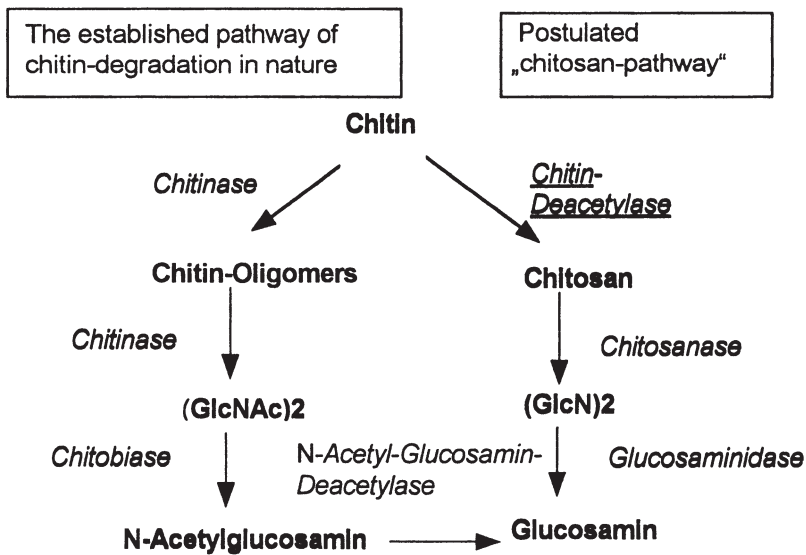 The established pathway of
chitin-degradation in nature
Postulated
„chitosan-pathway“
Chitin
Chitinase
Chitin-
Deacetylase
Chitin-Oligomers
Chitosan
Chitinase
Chitosanase
(GlcNAc)2
(GlcN)2
Chitobiase
N-Acetyl-Glucosamin-
Deacetylase
Glucosaminidase
N-Acetylglucosamin
Glucosamin